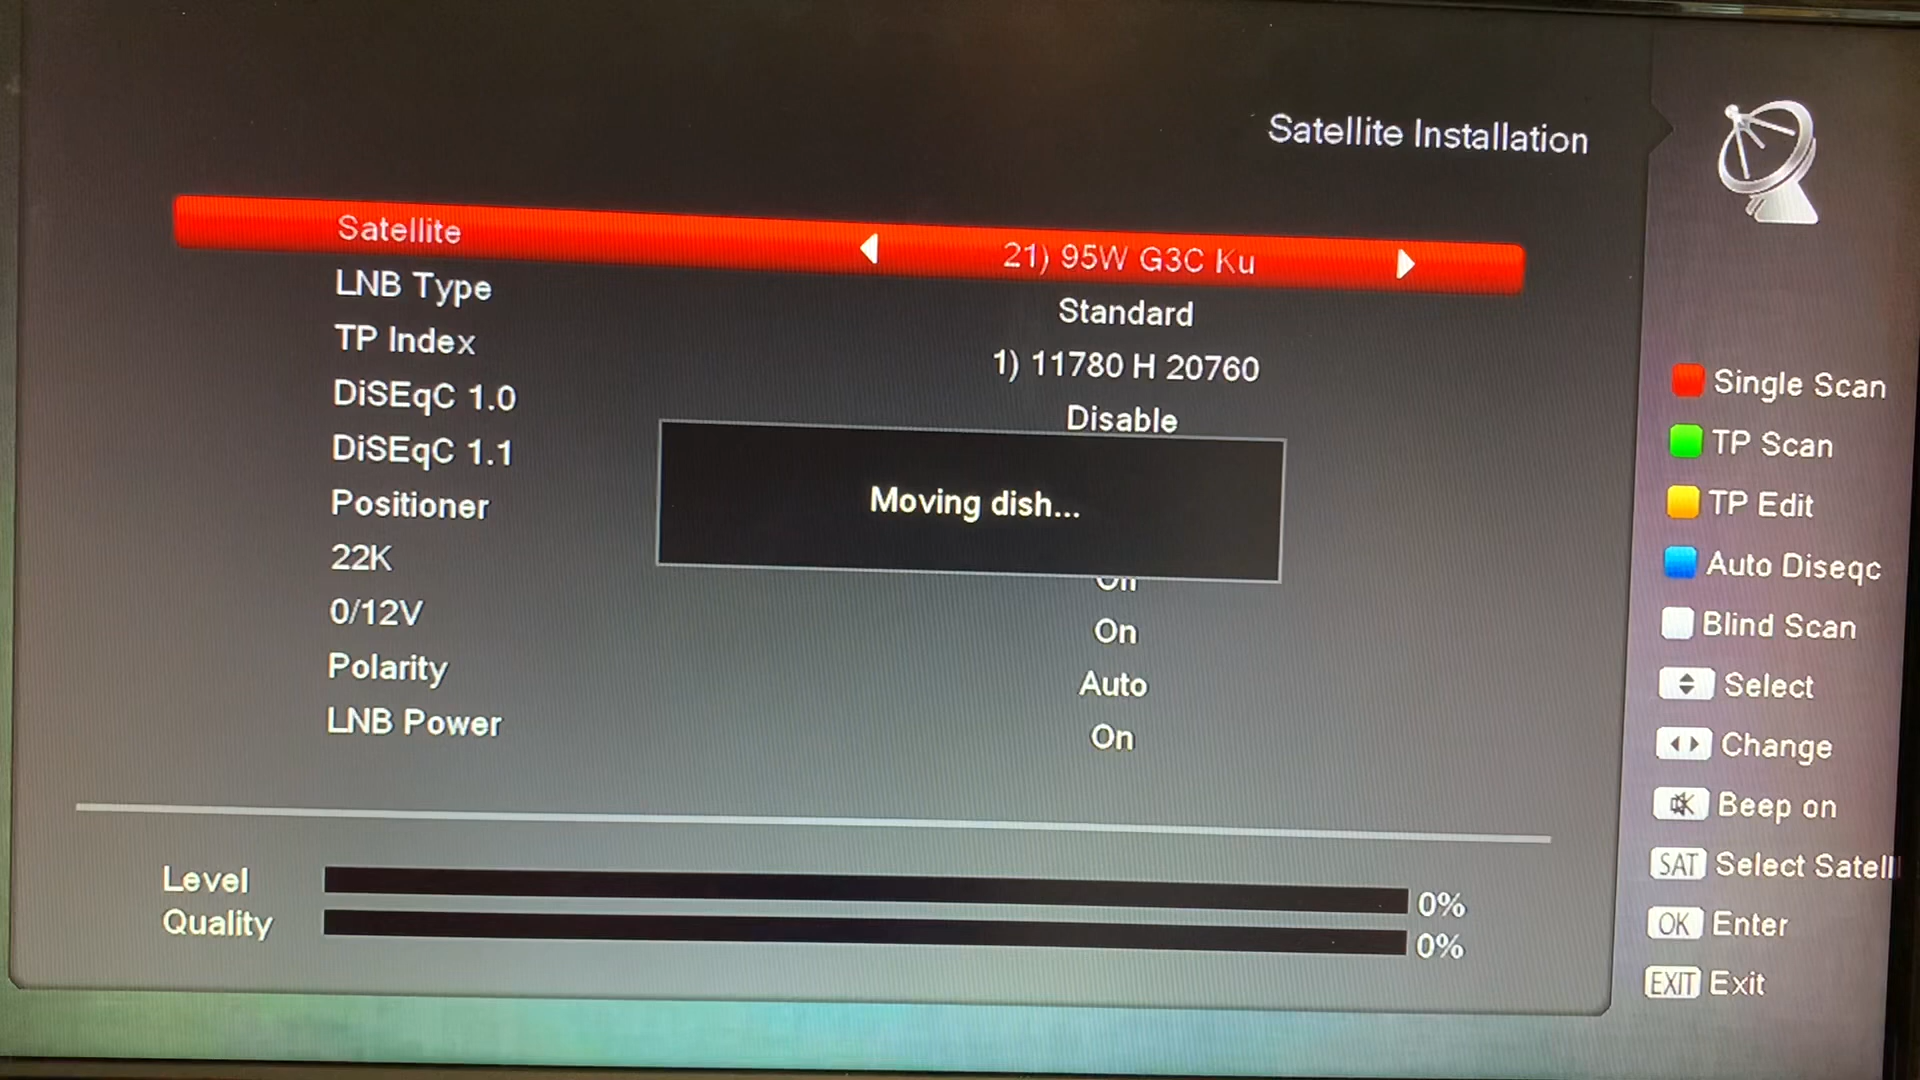 Satellite Installation
Satellite 21) 95W G3C Ku
LNB Type Standard
TP Index 1) 11780 H 20760
DiSEqC 1.0 Disable
DiSEqC 1.1
Positioner
Moving dish...
22K
0/12V On
Polarity Auto
LNB Power On
Level 0%
Quality 0%
Single Scan
TP Scan
TP Edit
Auto Diseqc
Blind Scan
Select
Change
Beep on
SAT Select Satell
OK Enter
EXIT Exit